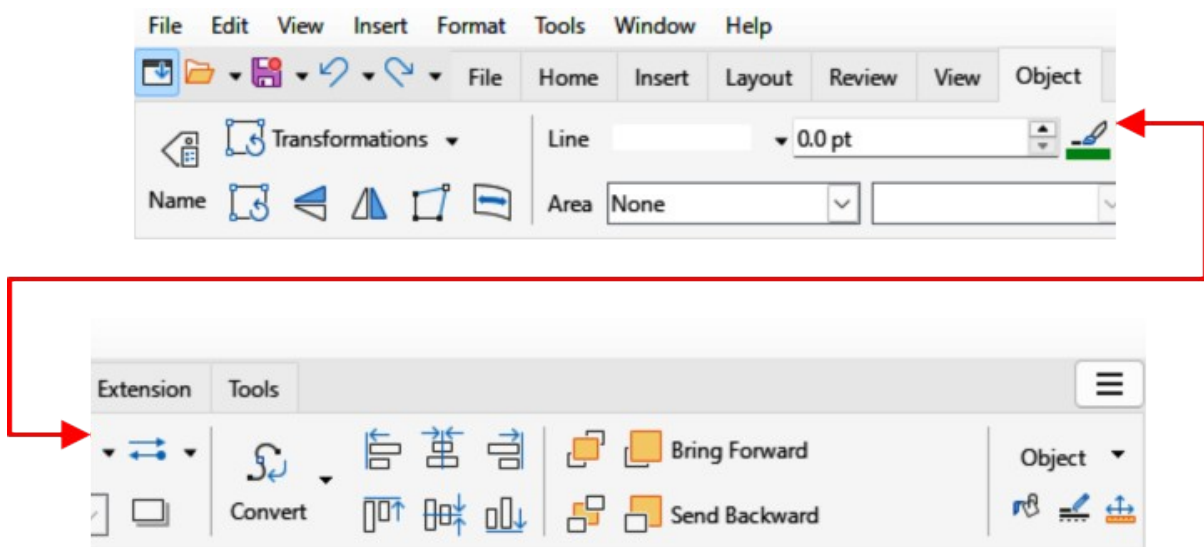 File Edit View Insert Format Tools Window Help
File Home Insert Layout Review View Object
Transformations Line 0.0 pt
Name Area None
Extension Tools
Bring Forward Object
Convert Send Backward